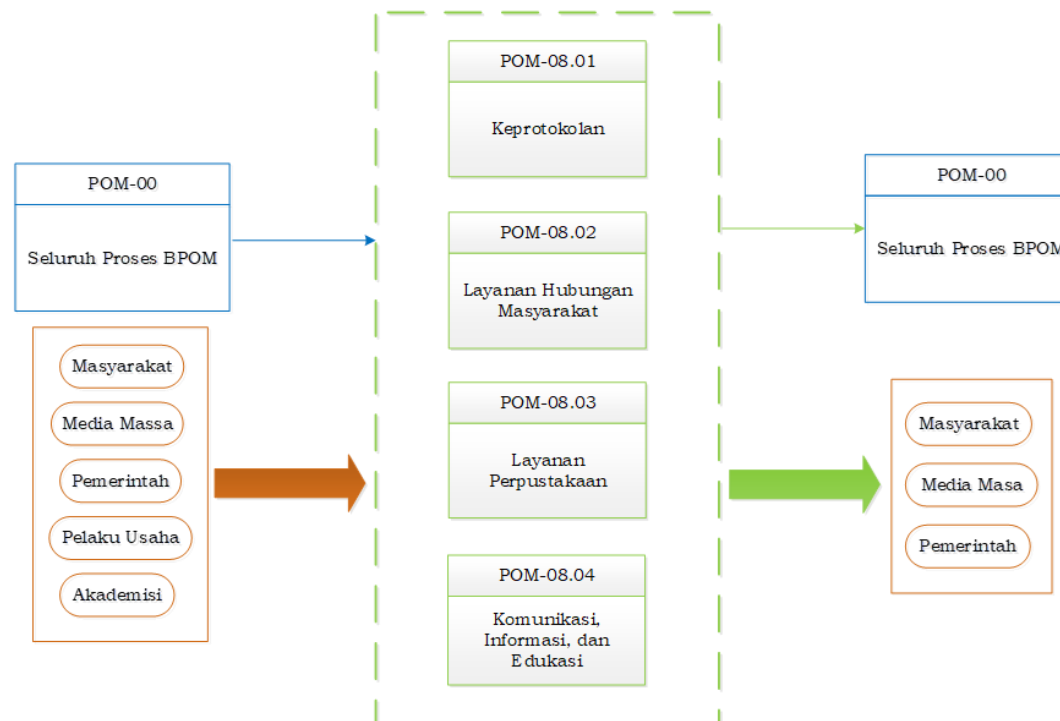 POM-00
Seluruh Proses BPOM
Masyarakat
Media Massa
Pemerintah
Pelaku Usaha
Akademisi
POM-08.01
Keprotokolan
POM-08.02
Layanan Hubungan
Masyarakat
POM-08.03
Layanan
Perpustakaan
POM-08.04
Komunikasi,
Informasi, dan
Edukasi
POM-00
Seluruh Proses BPOM
Masyarakat
Media Masa
Pemerintah